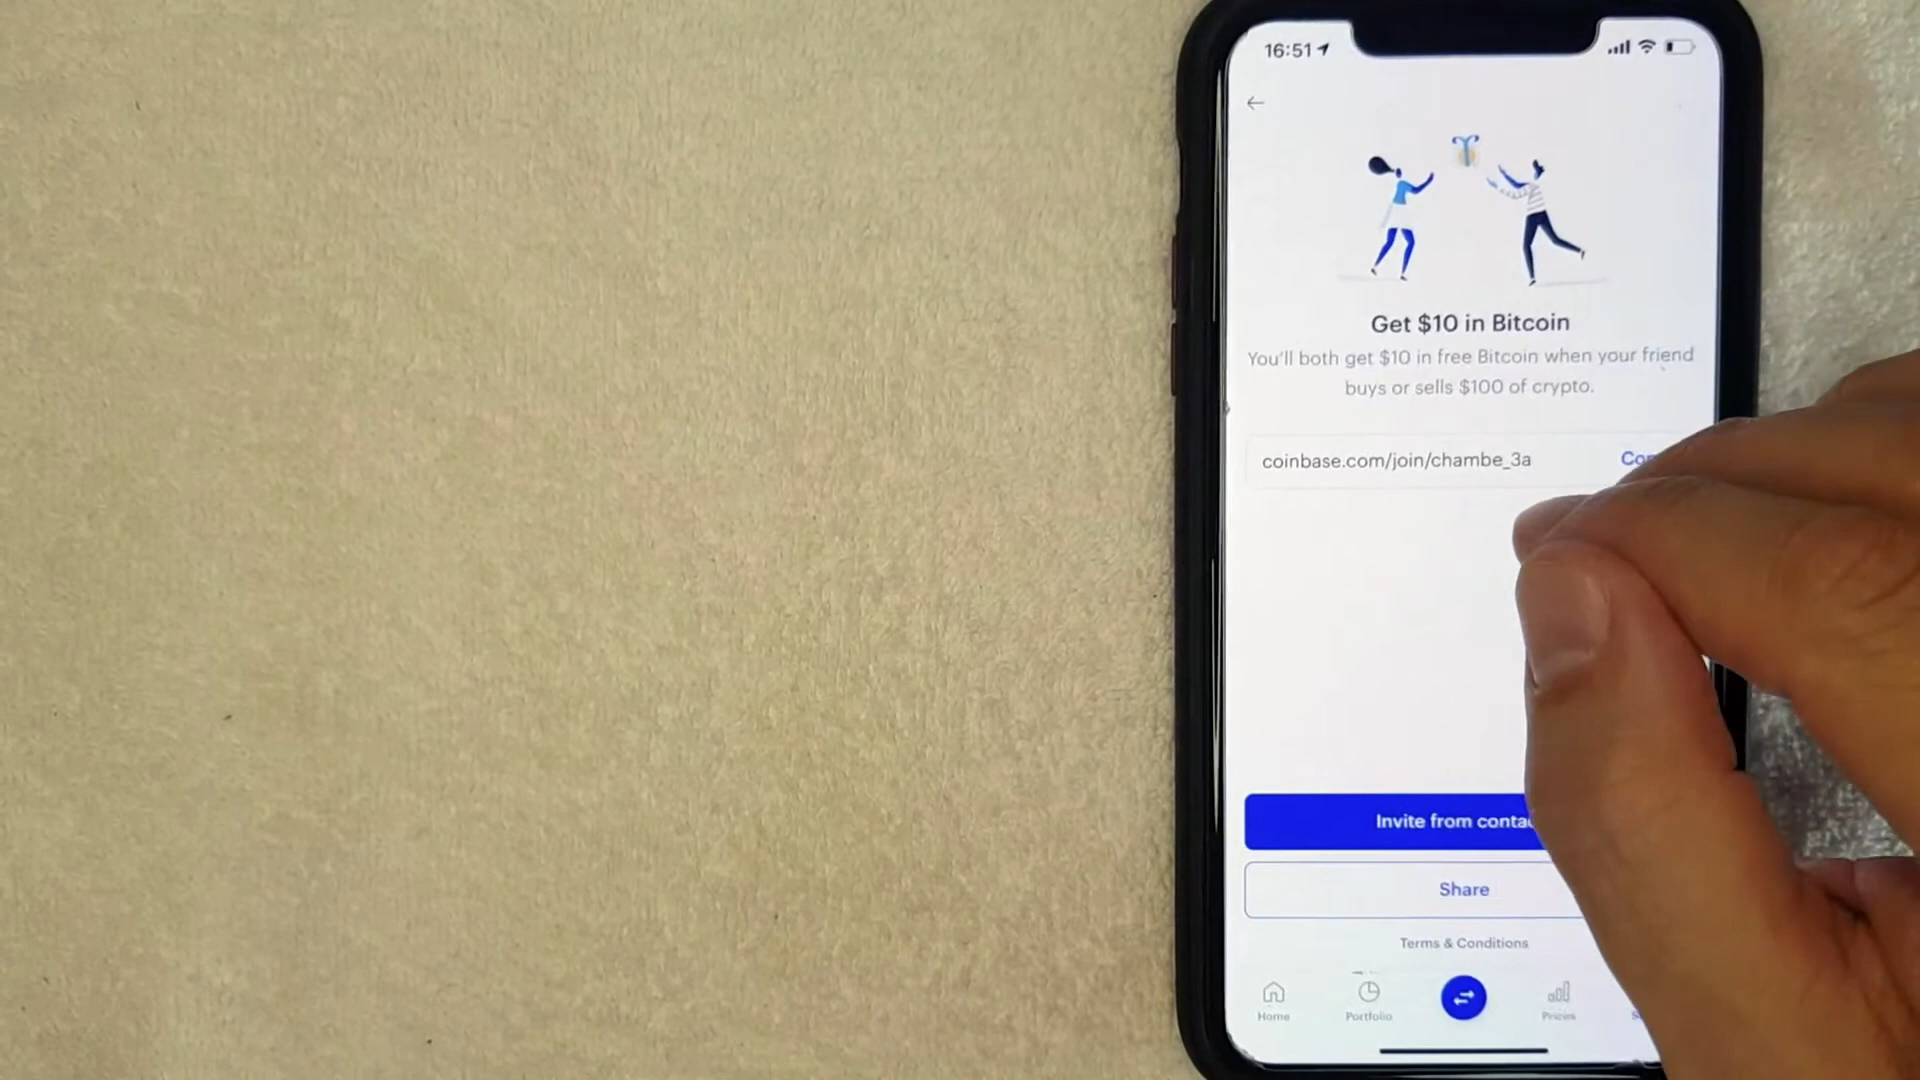 16:51
Get $10 in Bitcoin
You'll both get $10 in free Bitcoin when your friend
buys or sells $100 of crypto.
coinbase.com/join/chambe_3a
Invite from
Share
Terms & Conditions
Home
Portfolio
Prices